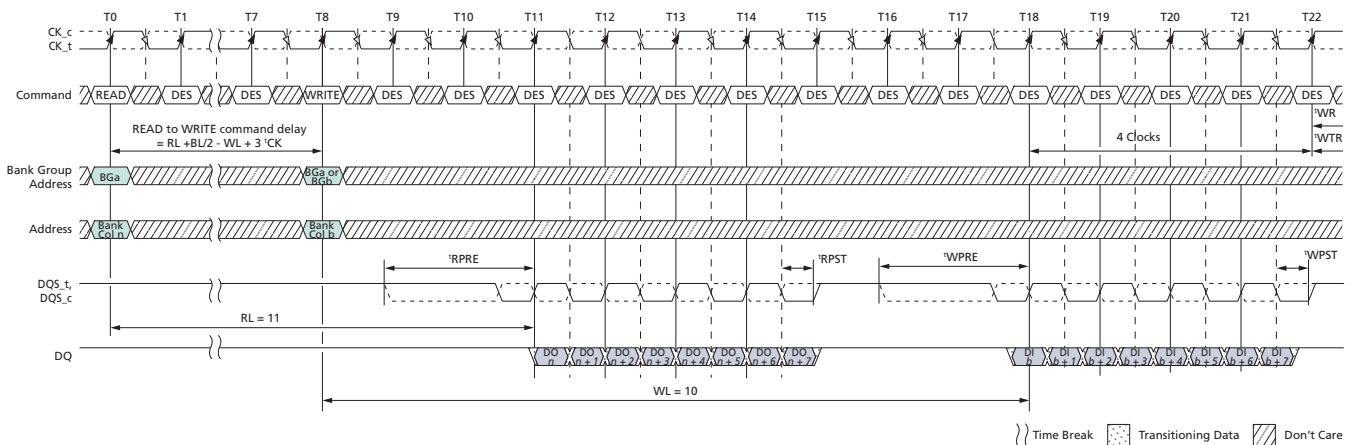 T0 T1 T7 T8 T9 T10 T11 T12 T13 T14 T15 T16 T17 T18 T19 T20 T21 T22
CK_c
CK_t
Command READ DES DES WRITE DES DES DES DES DES DES DES DES DES DES DES DES DES DES
READ to WRITE command delay
= RL +BL/2 - WL + 3 tCK
4 Clocks
tWR
tWTR
Bank Group
Address
BGa
BGa or
BGb
Address
Bank
Col n
Bank
Col b
tRPRE tRPST tWPRE tWPST
DQS_t,
DQS_c
RL = 11
DQ
DO
n
DO
n + 1
DO
n + 2
DO
n + 3
DO
n + 4
DO
n + 5
DO
n + 6
DO
n + 7
DI
b
DI
b + 1
DI
b + 2
DI
b + 3
DI
b + 4
DI
b + 5
DI
b + 6
DI
b + 7
WL = 10
Time Break Transitioning Data Don't Care